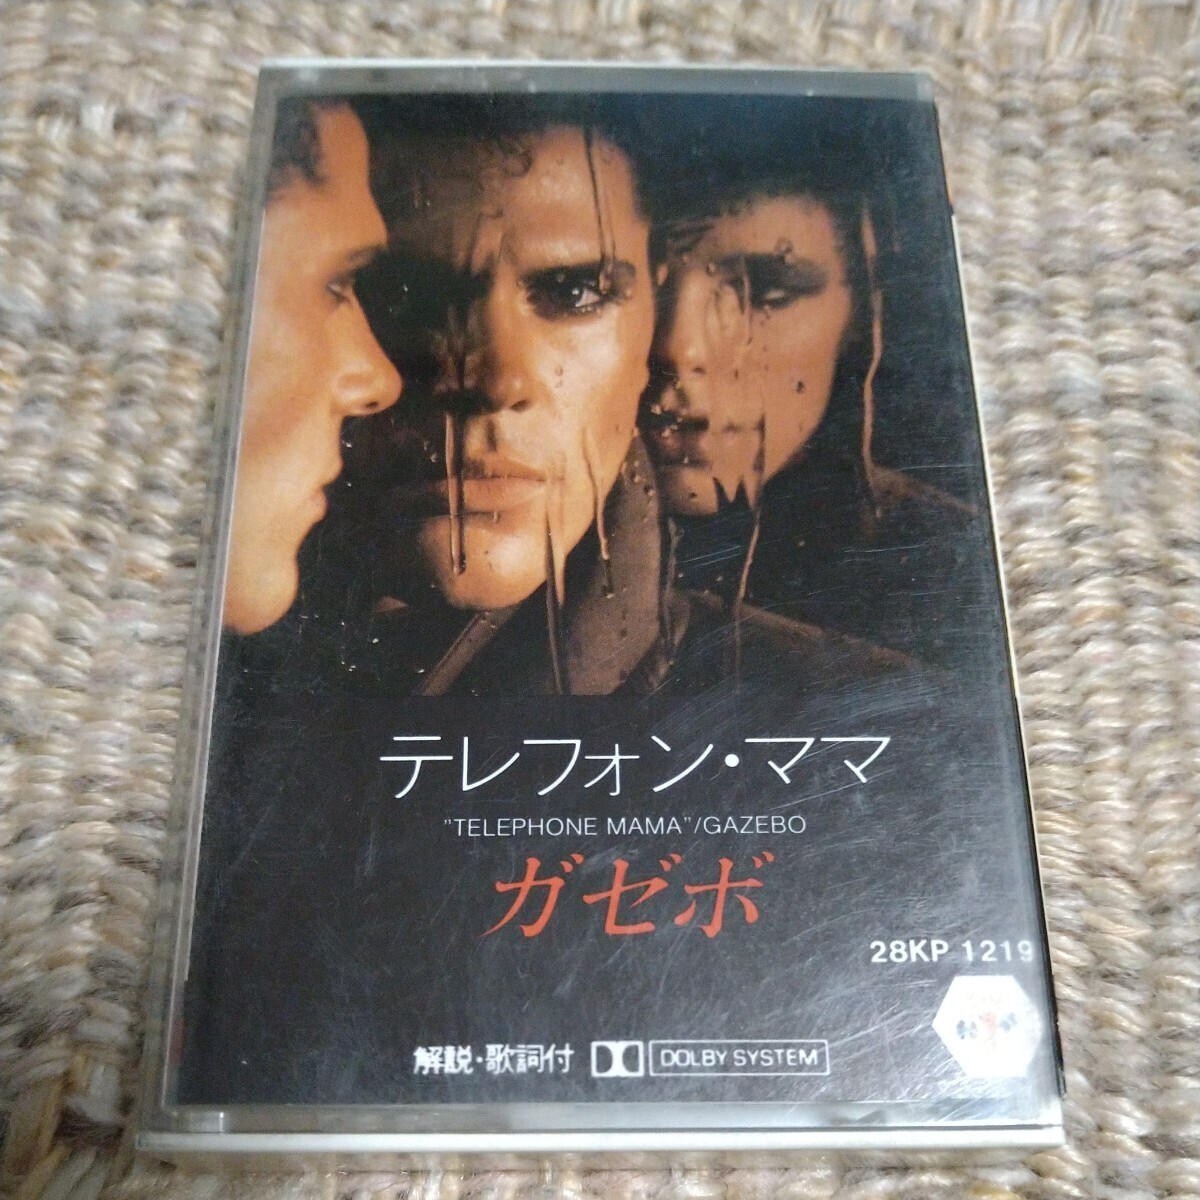 テレフォン・ママ
"TELEPHONE MAMA"/GAZEBO
ガゼボ
28KP 1219
解説・歌詞付 DOLBY SYSTEM